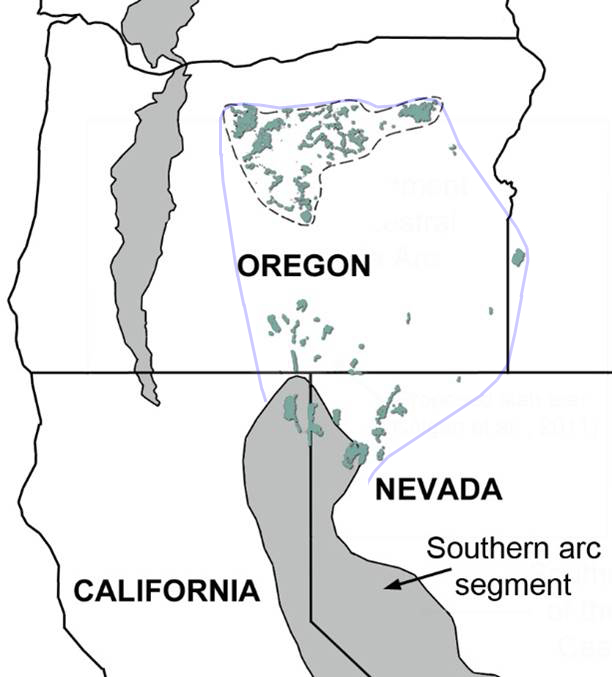 OREGON
NEVADA
Southern arc
segment
CALIFORNIA